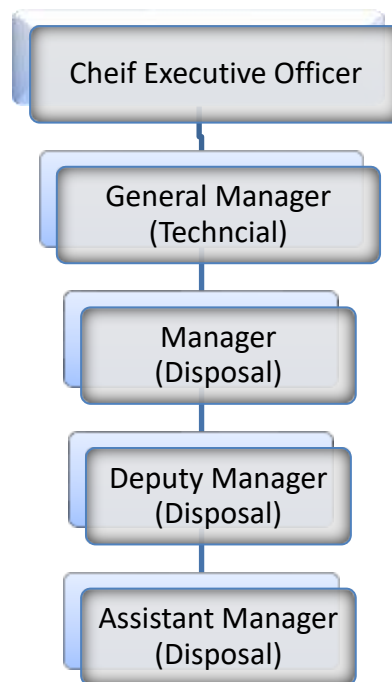 Cheif Executive Officer
General Manager
(Techncial)
Manager
(Disposal)
Deputy Manager
(Disposal)
Assistant Manager
(Disposal)